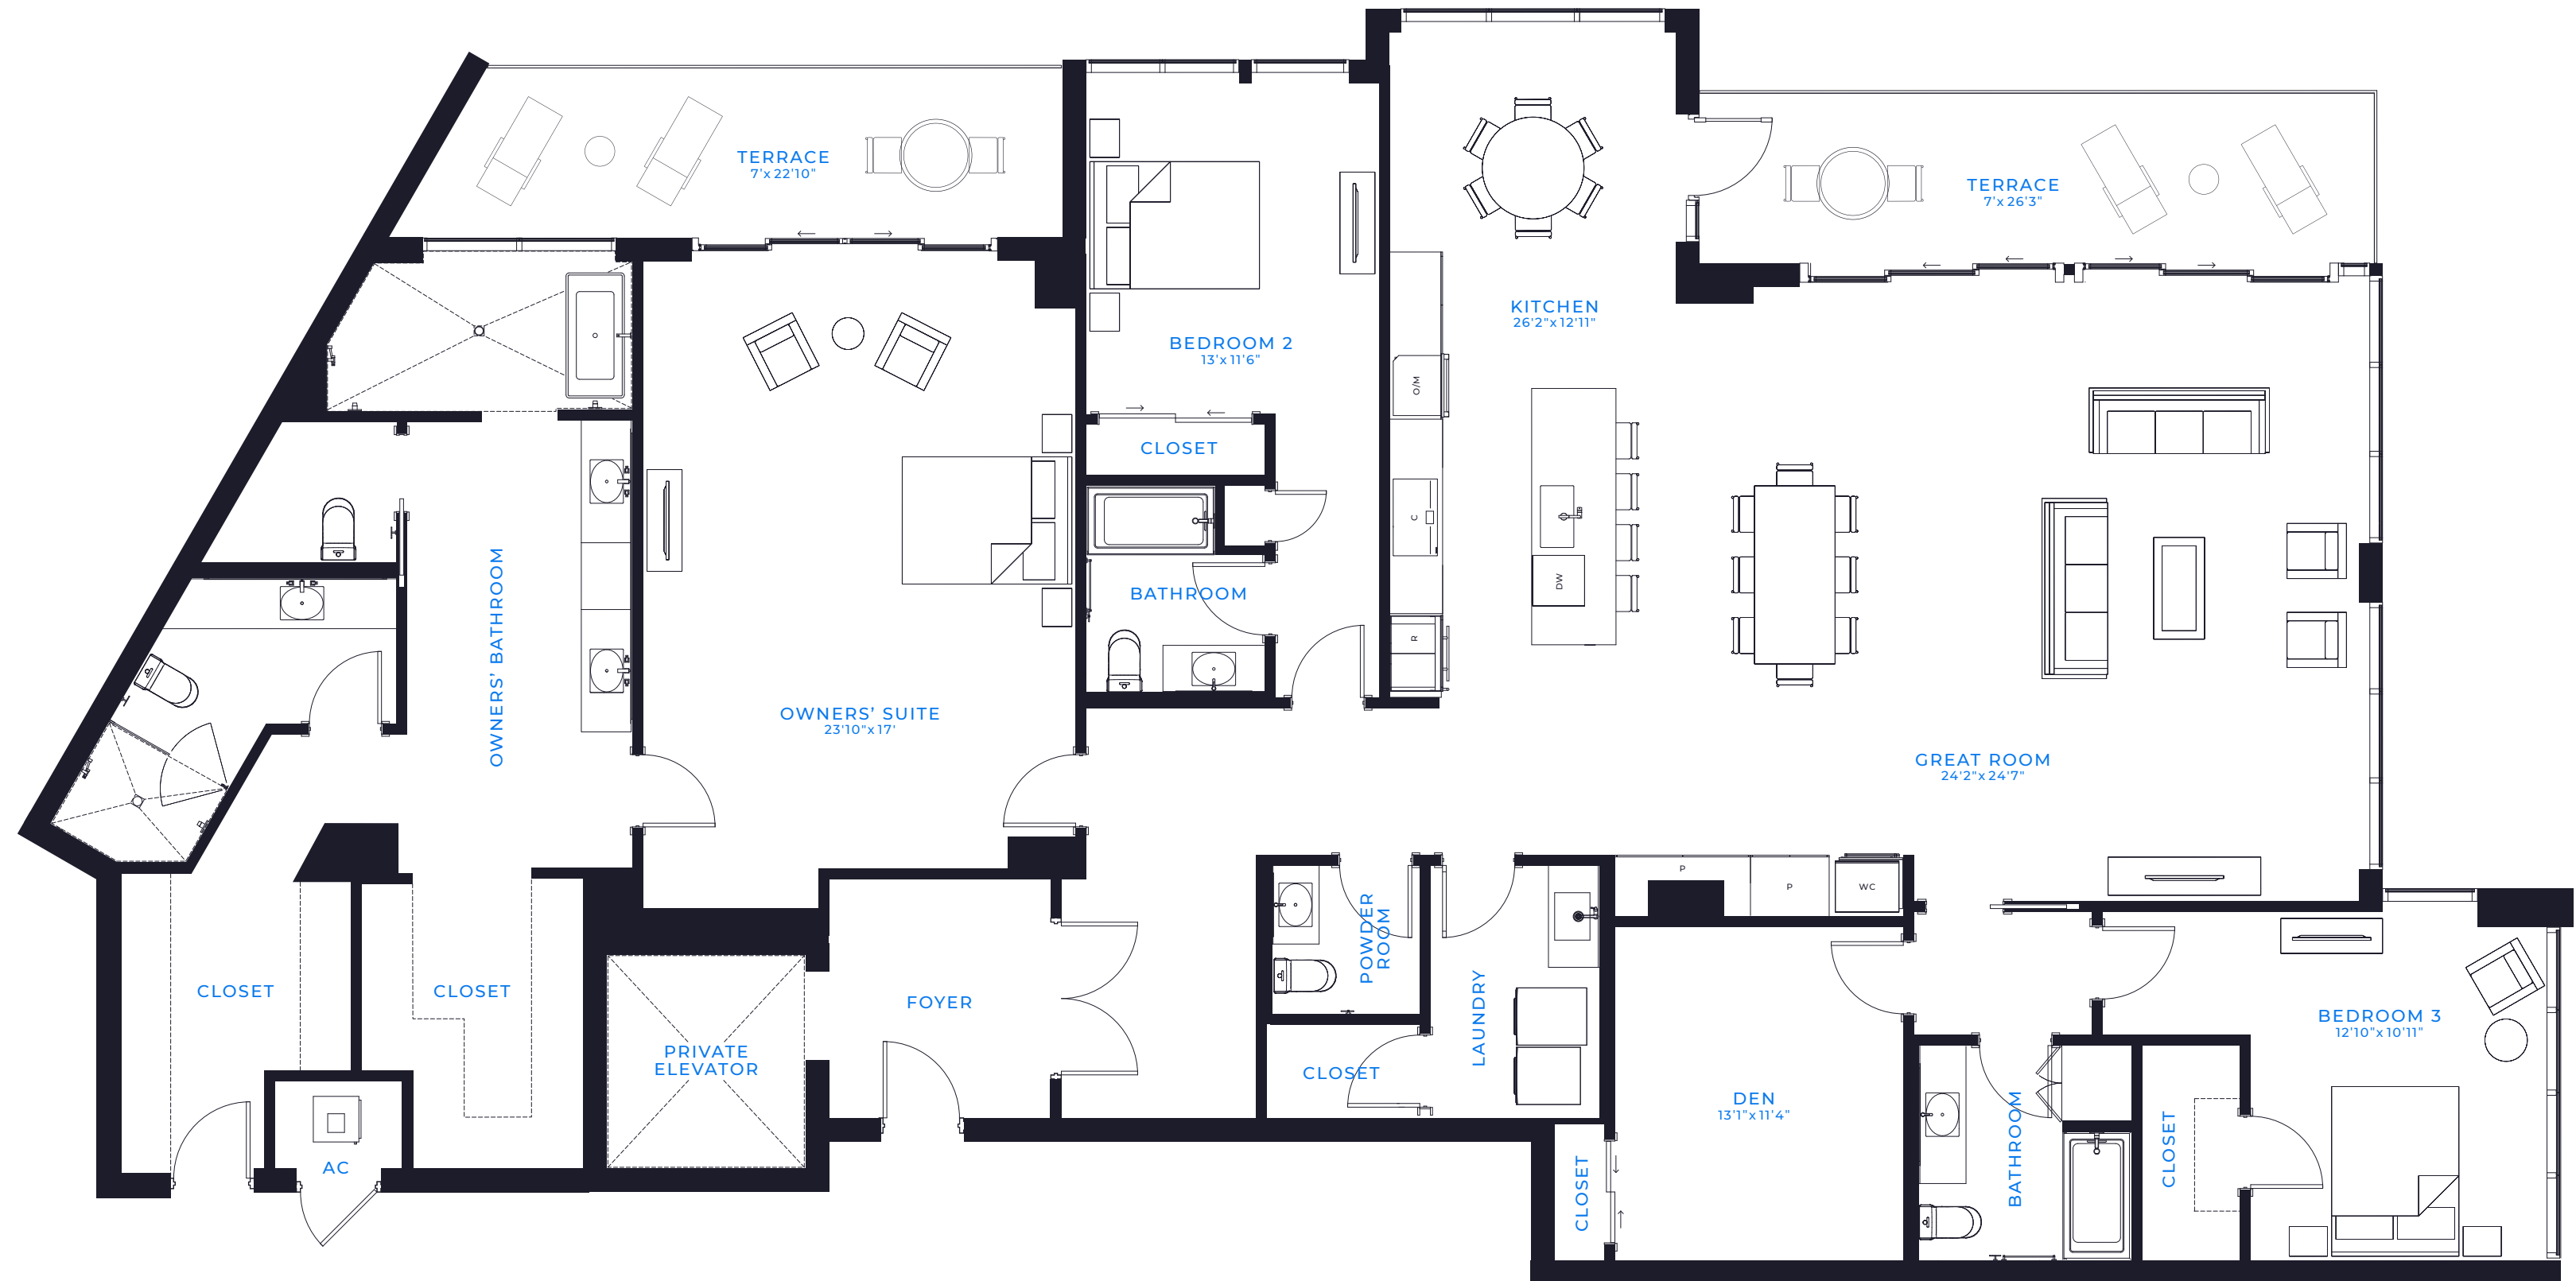 TERRACE
7'x 22'10"
TERRACE
7'x 26'3"
KITCHEN
26'2"x 12'11"
BEDROOM 2
13'x 11'6"
O/M
CLOSET
C
DW
BATHROOM
R
OWNERS' BATHROOM
OWNERS' SUITE
23'10"x 17'
GREAT ROOM
24'2"x 24'7"
P
P
WC
POWDER
ROOM
CLOSET
CLOSET
FOYER
LAUNDRY
BEDROOM 3
12'10"x 10'11"
PRIVATE
ELEVATOR
CLOSET
DEN
13'1"x 11'4"
BATHROOM
CLOSET
AC
CLOSET